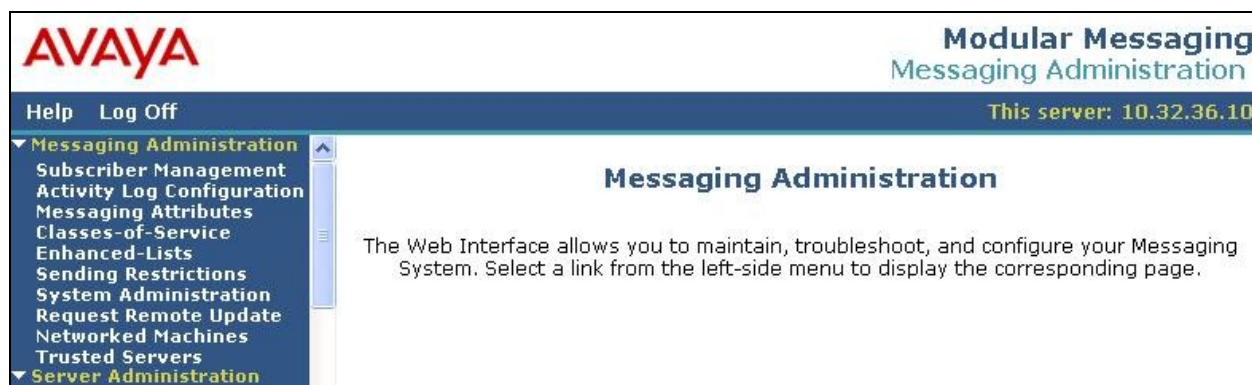 AVAYA
Modular Messaging
Messaging Administration
Help Log Off
This server: 10.32.36.10
Messaging Administration
Subscriber Management
Activity Log Configuration
Messaging Attributes
Classes-of-Service
Enhanced-Lists
Sending Restrictions
System Administration
Request Remote Update
Networked Machines
Trusted Servers
Server Administration
Messaging Administration
The Web Interface allows you to maintain, troubleshoot, and configure your Messaging
System. Select a link from the left-side menu to display the corresponding page.